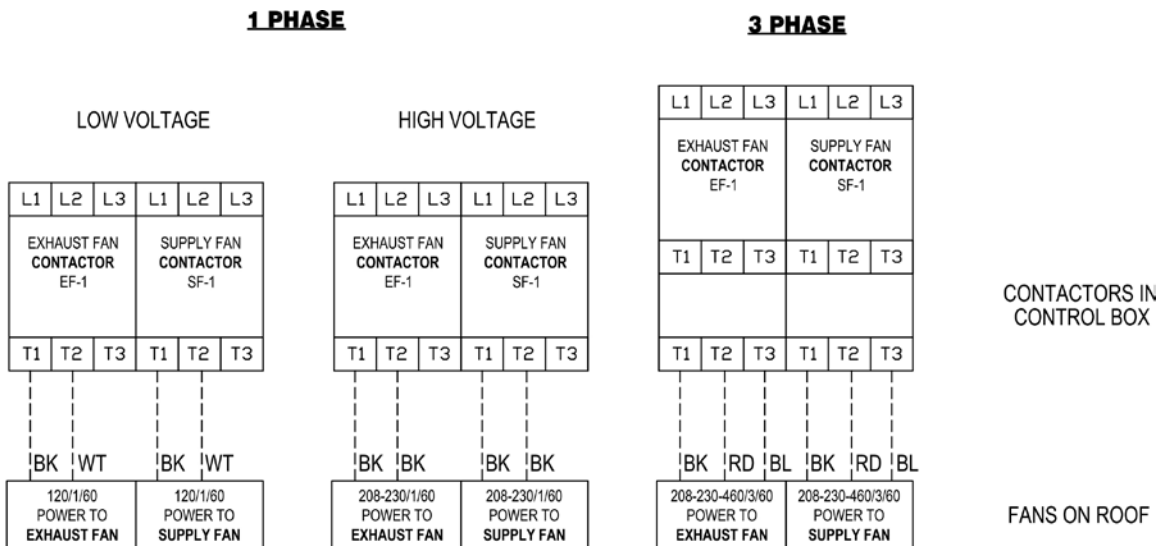 1 PHASE
3 PHASE
LOW VOLTAGE
HIGH VOLTAGE
L1 L2 L3 L1 L2 L3
EXHAUST FAN
CONTACTOR
EF-1
SUPPLY FAN
CONTACTOR
SF-1
T1 T2 T3 T1 T2 T3
BK WT BK WT
120/1/60
POWER TO
EXHAUST FAN
120/1/60
POWER TO
SUPPLY FAN
L1 L2 L3 L1 L2 L3
EXHAUST FAN
CONTACTOR
EF-1
SUPPLY FAN
CONTACTOR
SF-1
T1 T2 T3 T1 T2 T3
BK BK BK BK
208-230/1/60
POWER TO
EXHAUST FAN
208-230/1/60
POWER TO
SUPPLY FAN
L1 L2 L3 L1 L2 L3
EXHAUST FAN
CONTACTOR
EF-1
SUPPLY FAN
CONTACTOR
SF-1
T1 T2 T3 T1 T2 T3
T1 T2 T3 T1 T2 T3
BK RD BL BK RD BL
208-230-460/3/60
POWER TO
EXHAUST FAN
208-230-460/3/60
POWER TO
SUPPLY FAN
CONTACTORS IN
CONTROL BOX
FANS ON ROOF